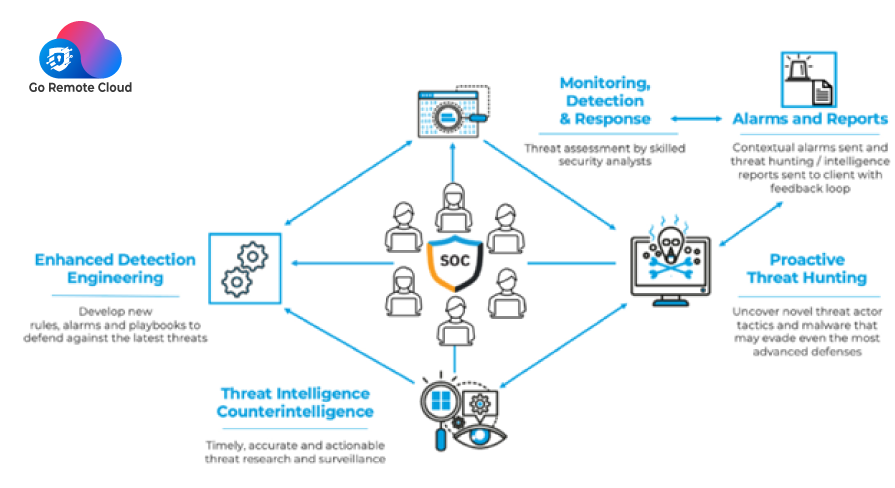 Go Remote Cloud
Monitoring,
Detection
& Response
Threat assessment by skilled
security analysts
Alarms and Reports
Contextual alarms sent and
threat hunting / intelligence
reports sent to client with
feedback loop
SOC
Enhanced Detection
Engineering
Develop new
rules, alarms and playbooks to
defend against the latest threats
Proactive
Threat Hunting
Uncover novel threat actor
tactics and malware that
may evade even the most
advanced defenses
Threat Intelligence
Counterintelligence
Timely, accurate and actionable
threat research and surveillance